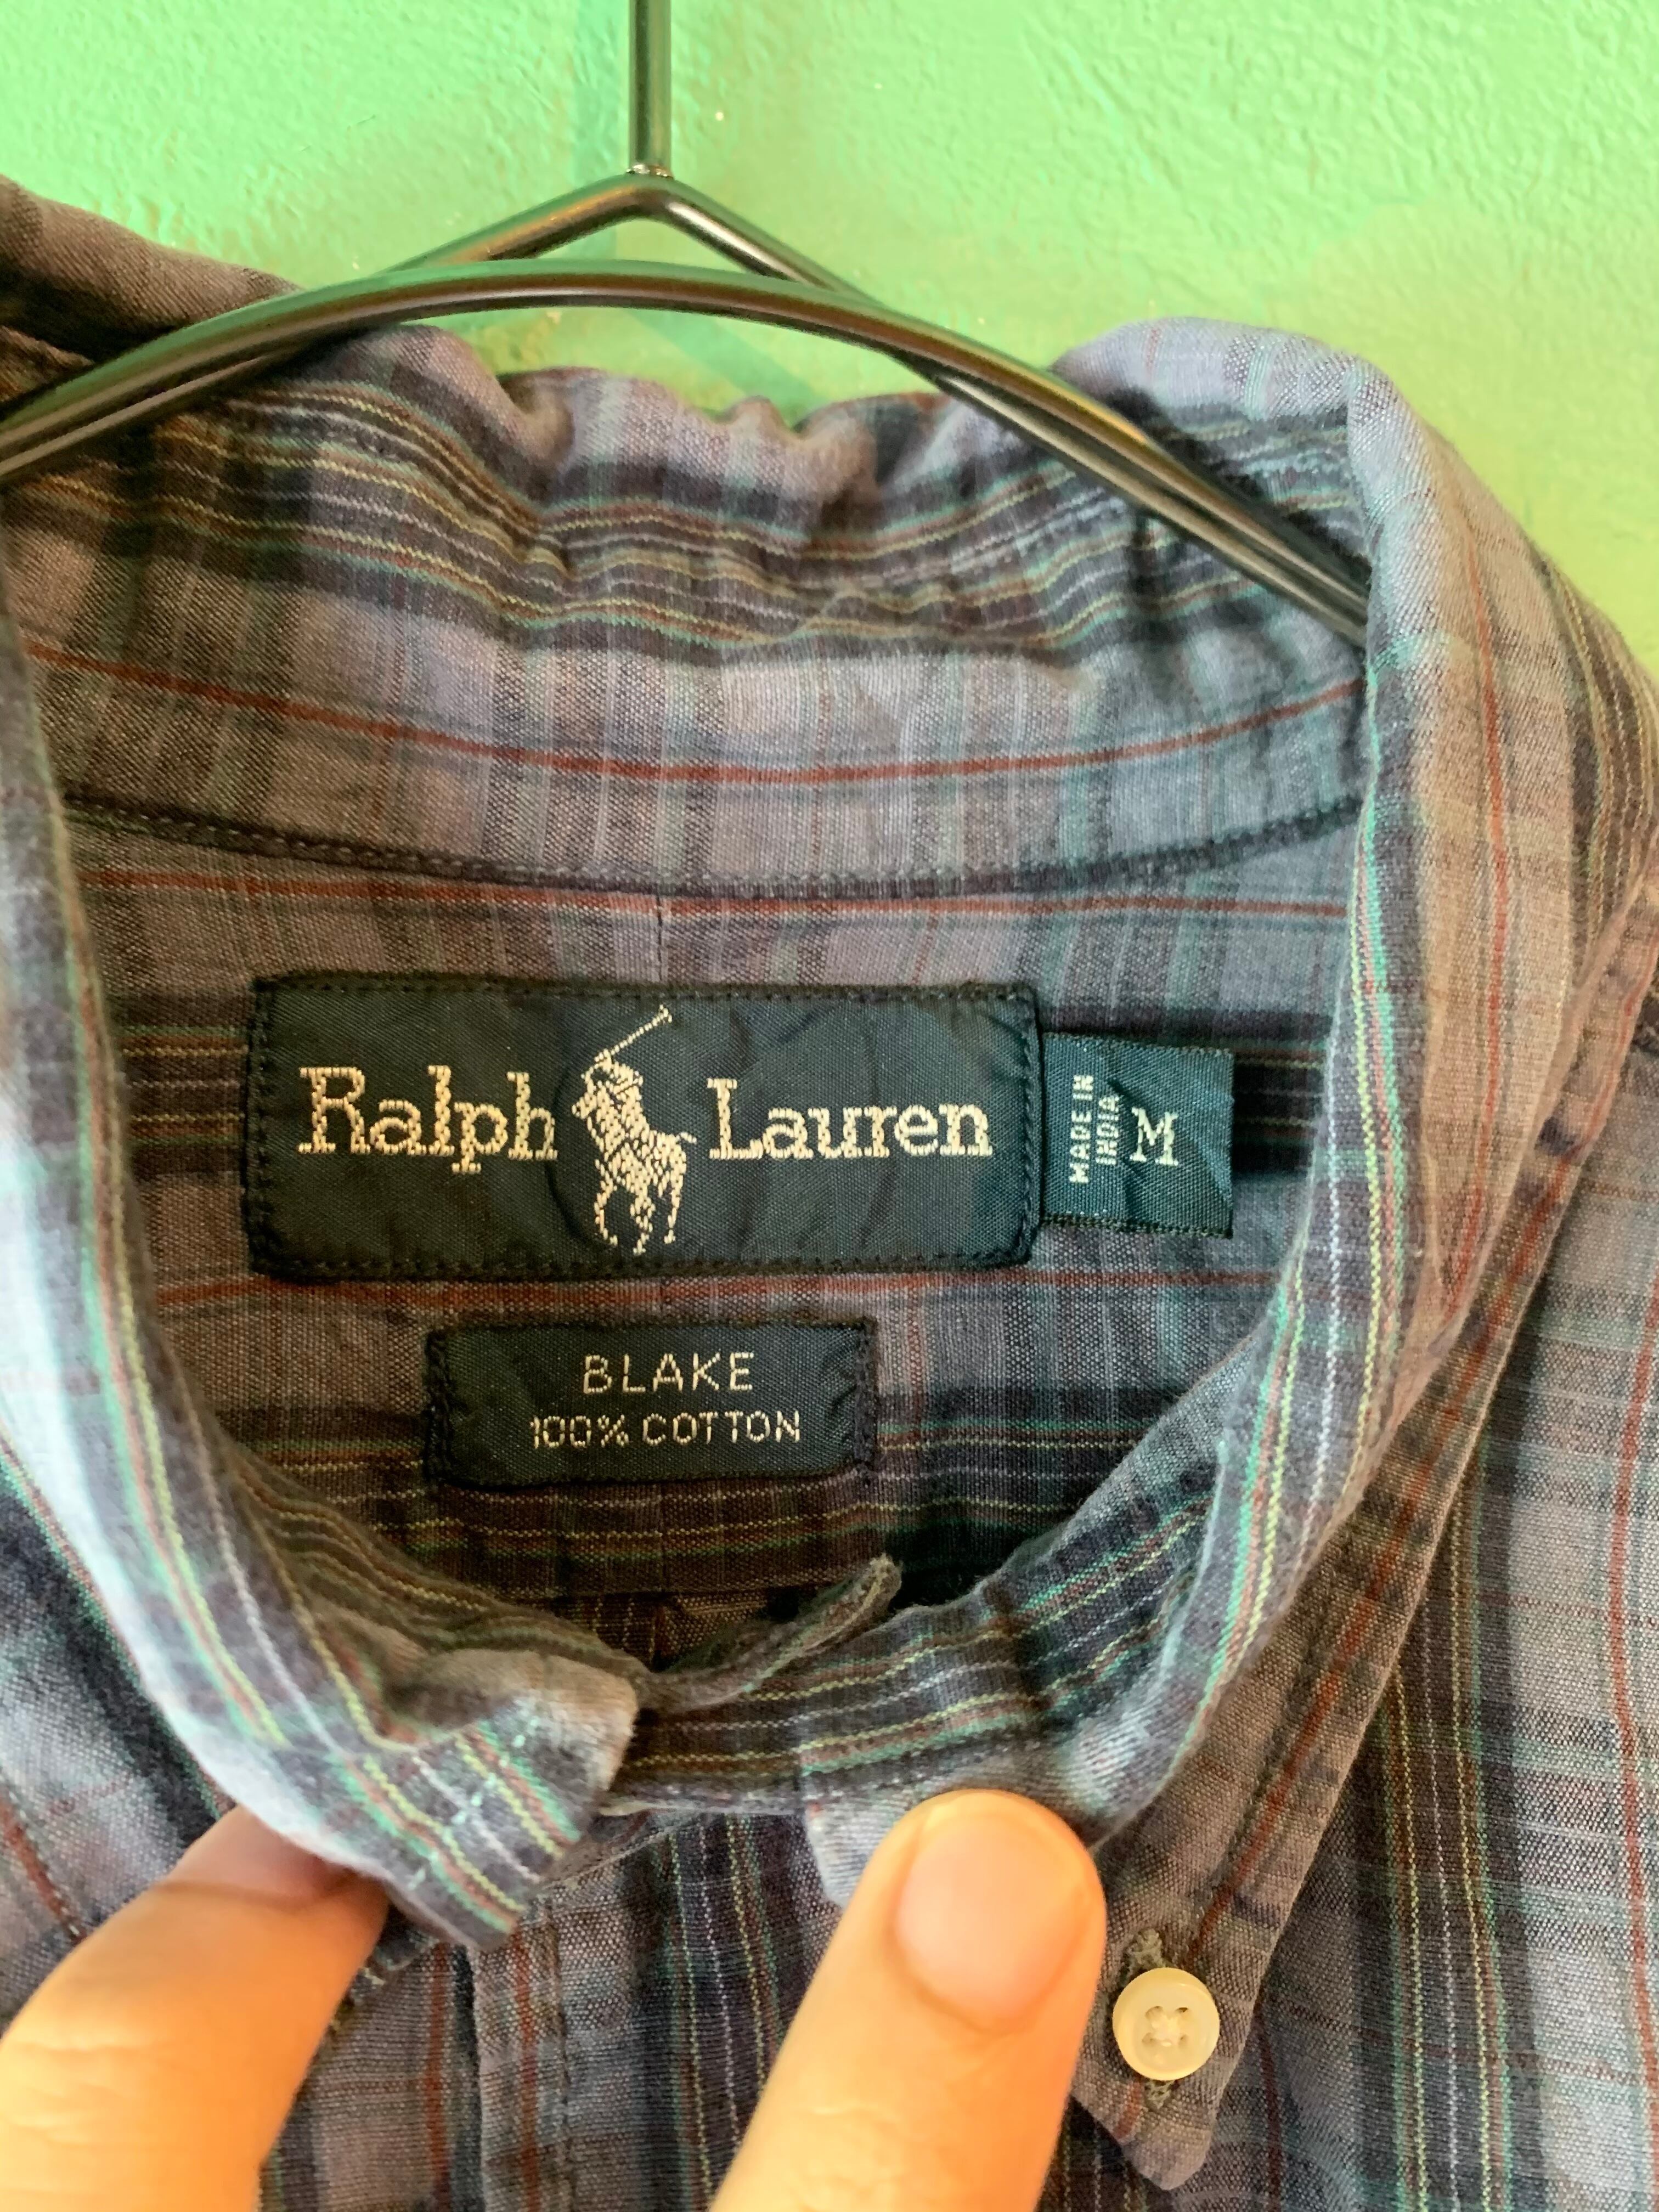 Ralph Lauren
MADE IN
INDIA
M
BLAKE
100% COTTON